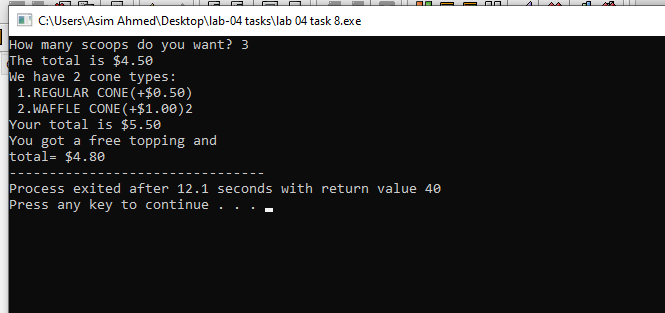 C:\Users\Asim Ahmed\Desktop\lab-04 tasks\lab 04 task 8.exe
How many scoops do you want? 3
The total is $4.50
We have 2 cone types:
 1.REGULAR CONE(+$0.50)
 2.WAFFLE CONE(+$1.00)2
Your total is $5.50
You got a free topping and
total= $4.80
--------------------------------
Process exited after 12.1 seconds with return value 40
Press any key to continue . . .